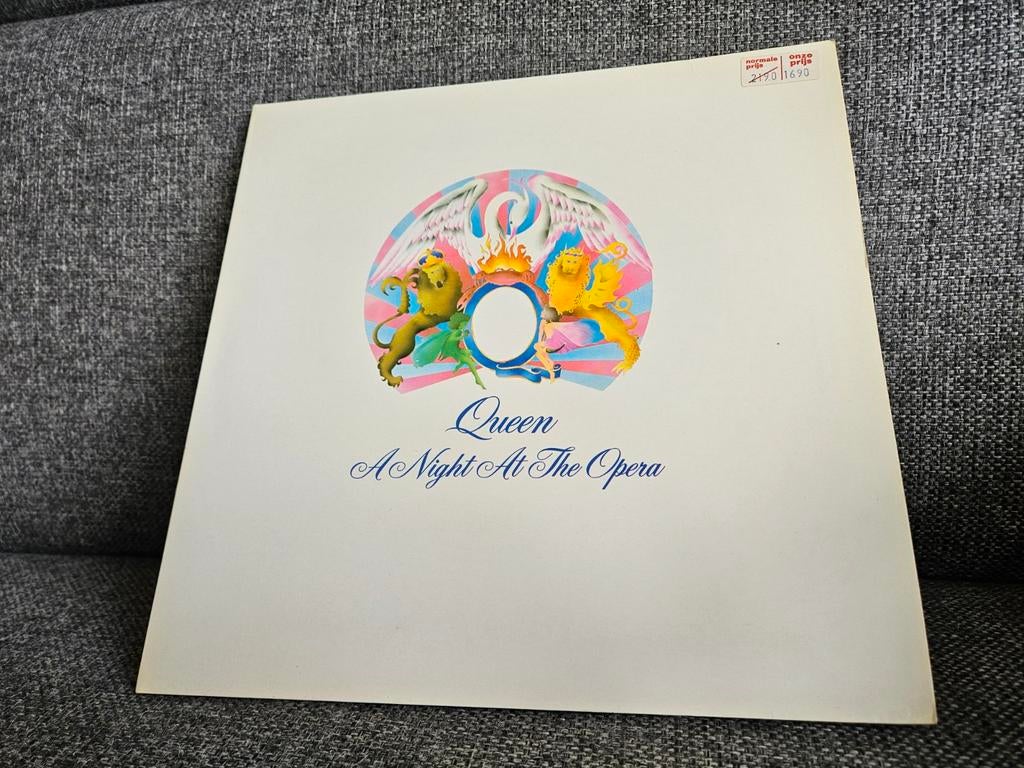 normale prijs
2190
onze prijs
1690
Queen
A Night At The Opera